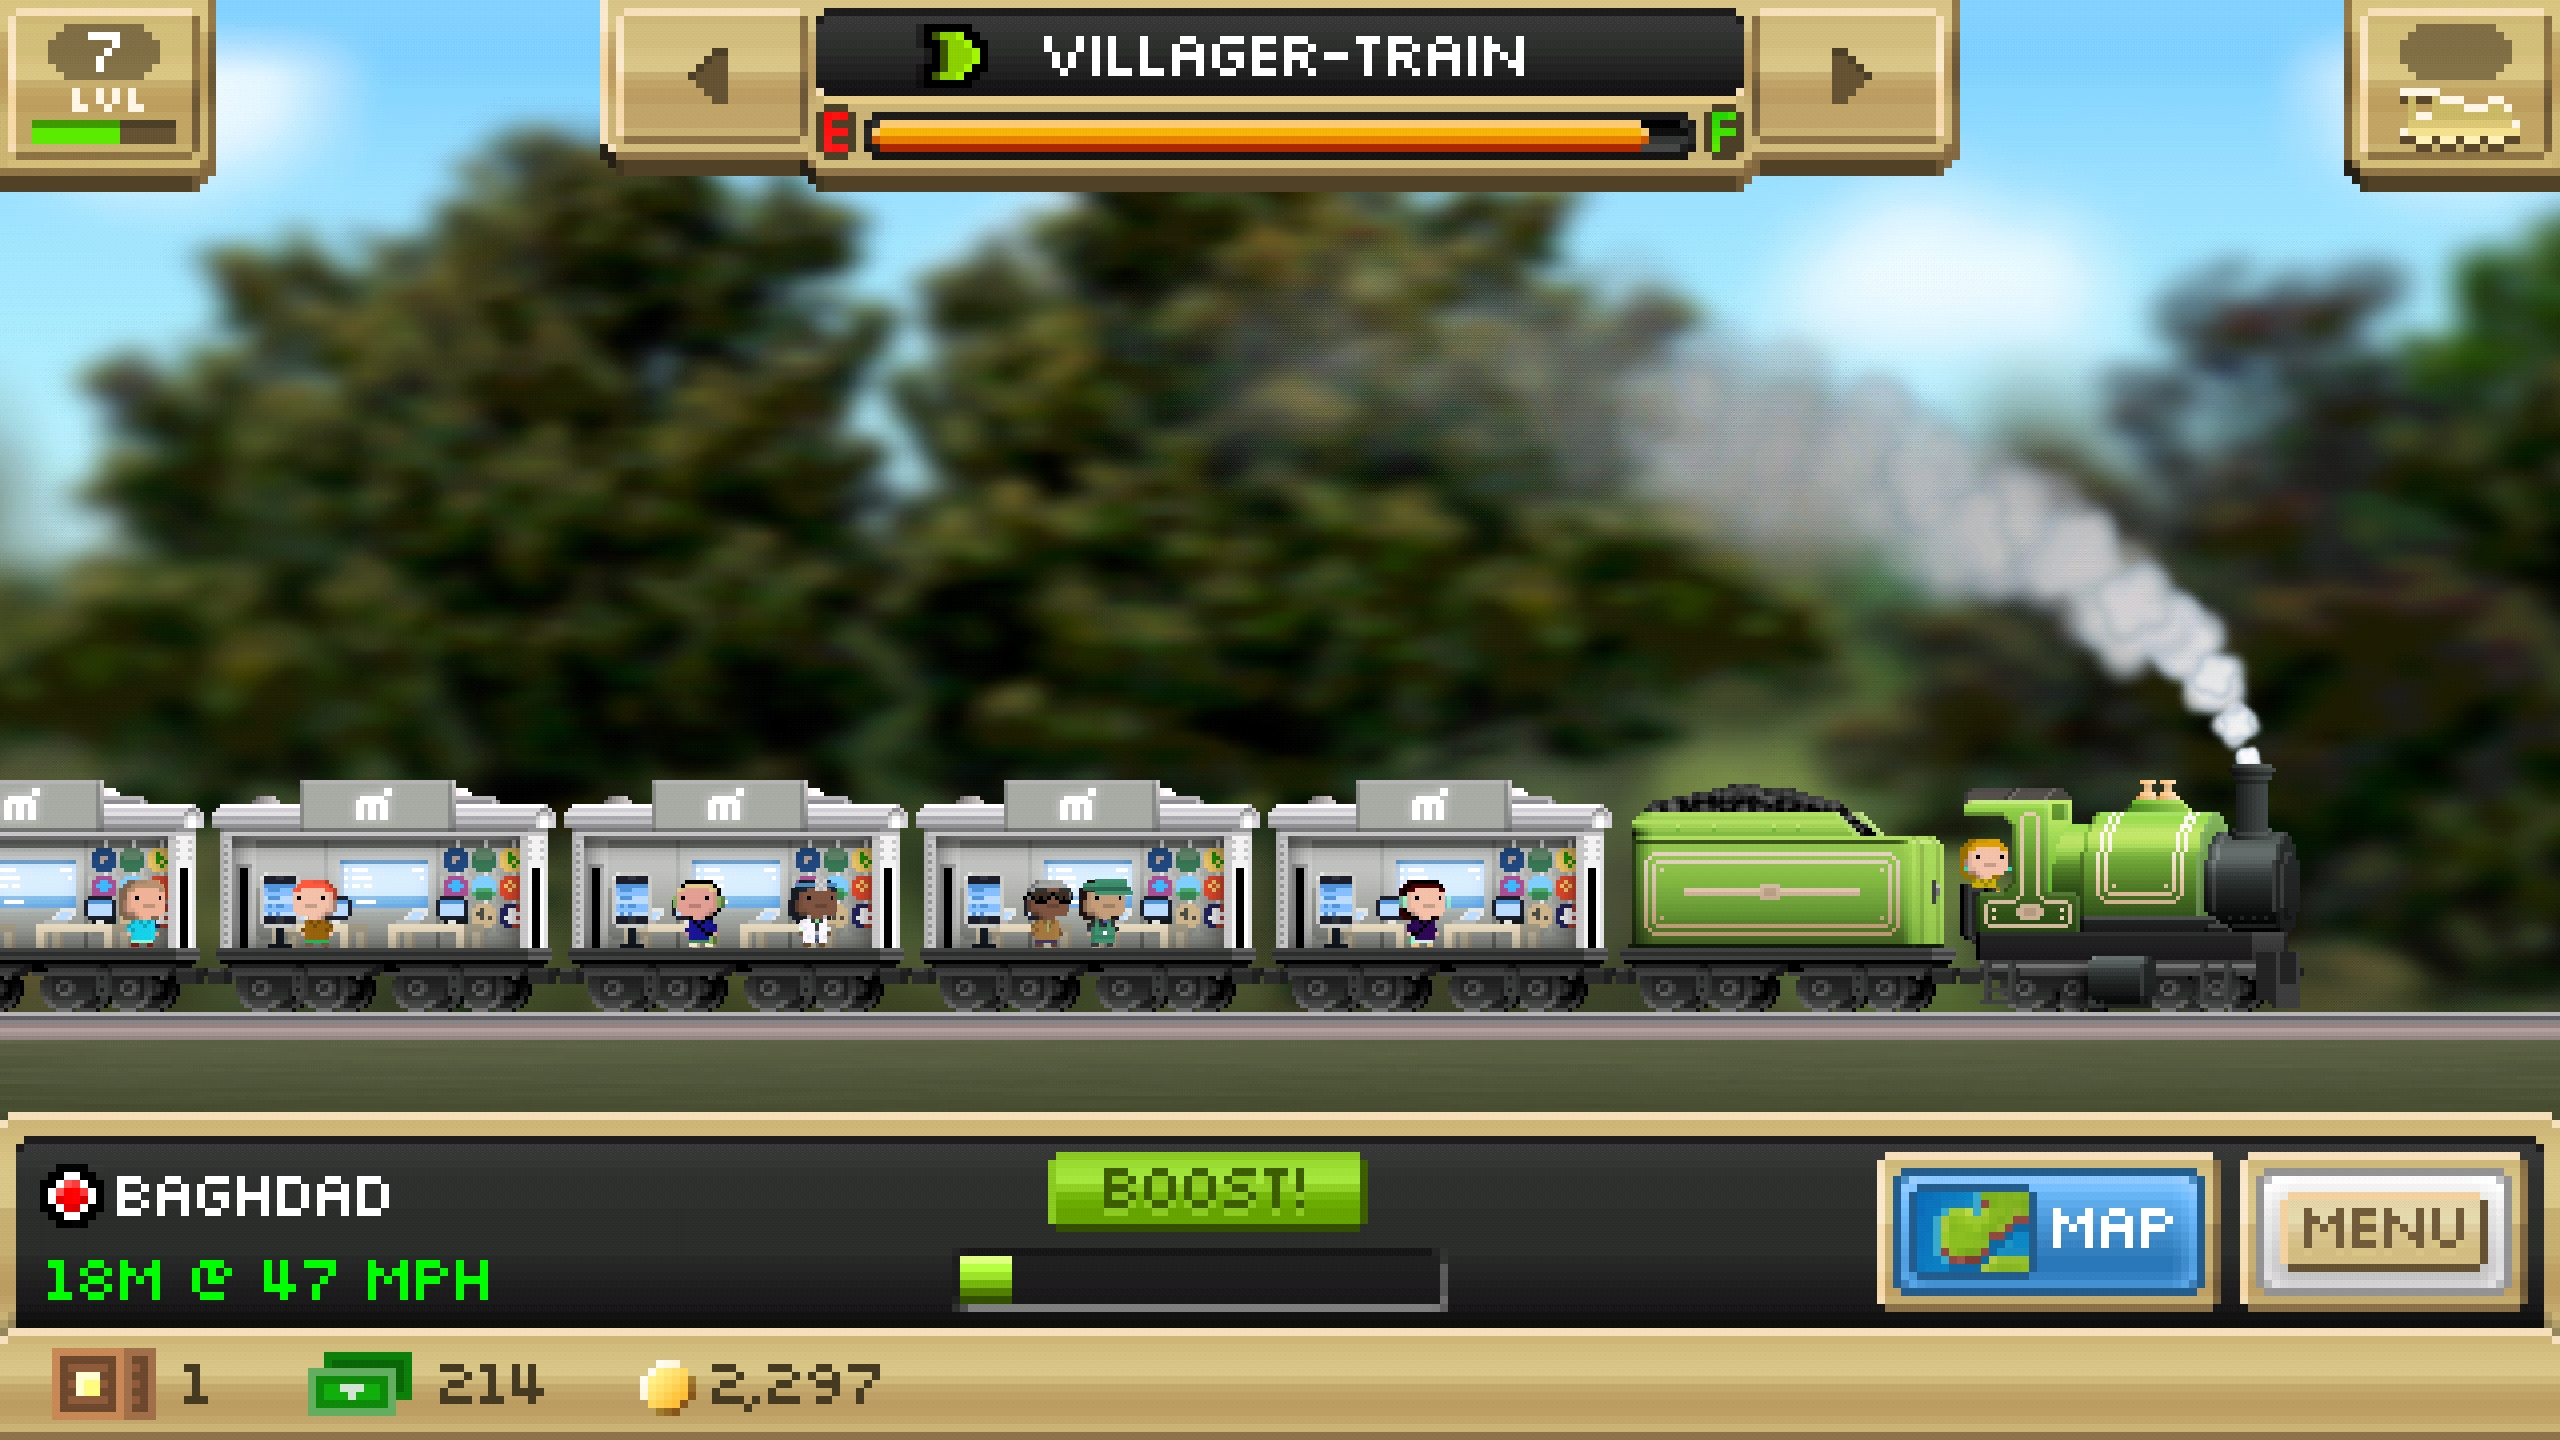 7
LVL
VILLAGER-TRAIN
E F
m m m m m
BAGHDAD
BOOST!
18M @ 47 MPH
MAP
MENU
1 214 2,297